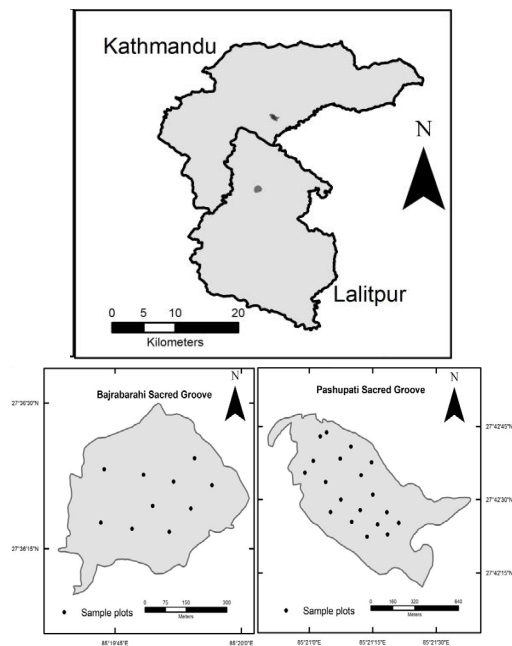 Kathmandu
N
Lalitpur
0 5 10 20
Kilometers
Bajrabarahi Sacred Groove
N
27°36'30"N
27°36'15"N
0 75 150 300
Meters
Sample plots
85°19'45"E
85°20'0"E
Pashupati Sacred Groove
N
27°42'45"N
27°42'30"N
27°42'15"N
0 160 320 640
Meters
Sample plots
85°21'0"E
85°21'15"E
85°21'30"E